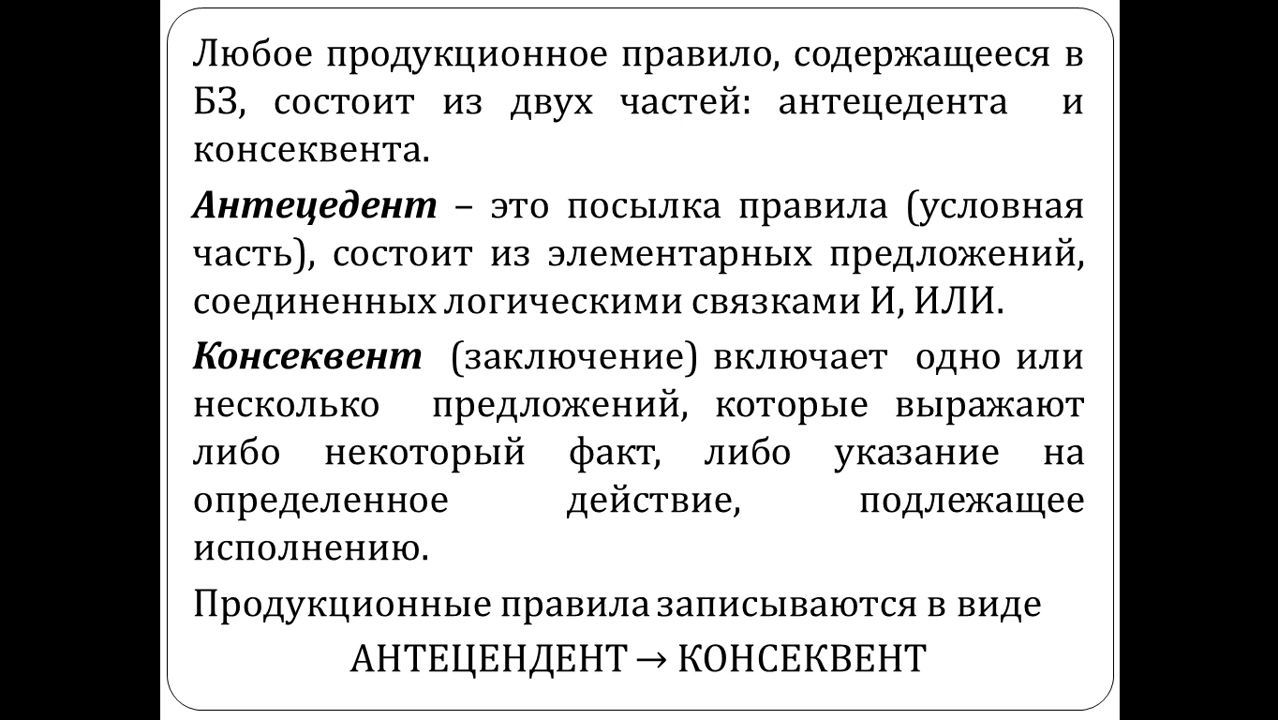 Любое продукционное правило, содержащееся в
БЗ, состоит из двух частей: антецедента и
консеквента.
Антецедент – это посылка правила (условная
часть), состоит из элементарных предложений,
соединенных логическими связками И, ИЛИ.
Консеквент (заключение) включает одно или
несколько предложений, которые выражают
либо некоторый факт, либо указание на
определенное действие, подлежащее
исполнению.
Продукционные правила записываются в виде
АНТЕЦЕНДЕНТ → КОНСЕКВЕНТ